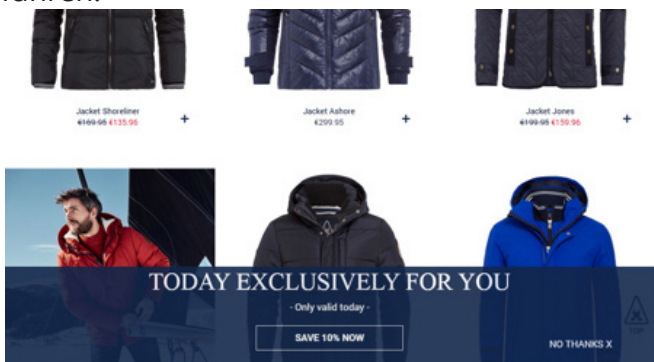 Jacket Shoreliner
€169.95 €135.96
+
Jacket Ashore
€299.95
+
Jacket Jones
€199.95 €159.96
+
TODAY EXCLUSIVELY FOR YOU
- Only valid today -
SAVE 10% NOW
TOP
NO THANKS X